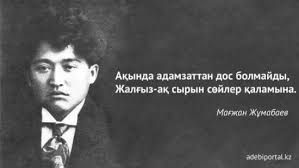 Ақында адамзаттан дос болмайды,
Жалғыз-ақ сырын сөйлер қаламына.
Мағжан Жұмабаев
adebiportal.kz